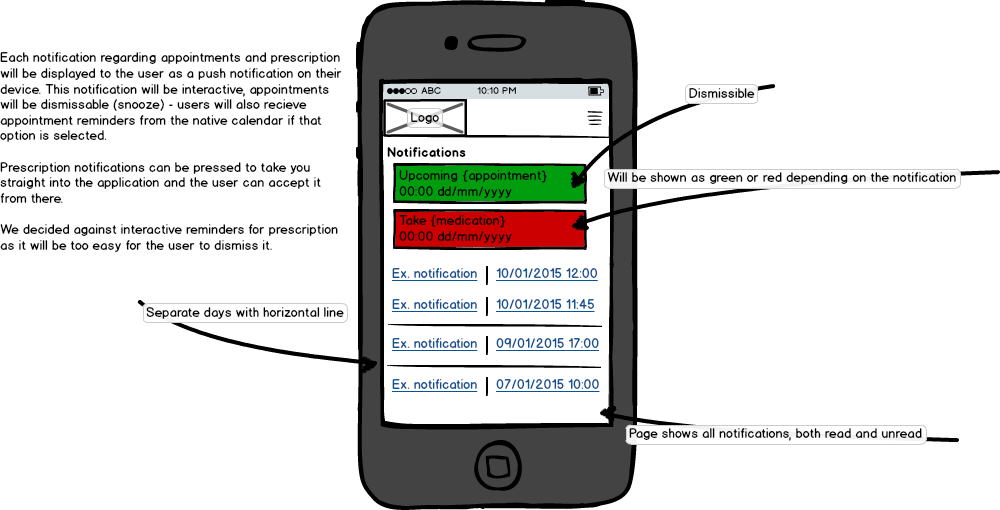 Each notification regarding appointments and prescription
will be displayed to the user as a push notification on their
device. This notification will be interactive, appointments
will be dismissable (snooze) - users will also recieve
appointment reminders from the native calendar if that
option is selected.
Prescription notifications can be pressed to take you
straight into the application and the user can accept it
from there.
We decided against interactive reminders for prescription
as it will be too easy for the user to dismiss it.
Separate days with horizontal line
ABC 10:10 PM
Logo
Notifications
Upcoming {appointment}
00:00 dd/mm/yyyy
Take {medication}
00:00 dd/mm/yyyy
Ex. notification 10/01/2015 12:00
Ex. notification 10/01/2015 11:45
Ex. notification 09/01/2015 17:00
Ex. notification 07/01/2015 10:00
Dismissible
Will be shown as green or red depending on the notification
Page shows all notifications, both read and unread